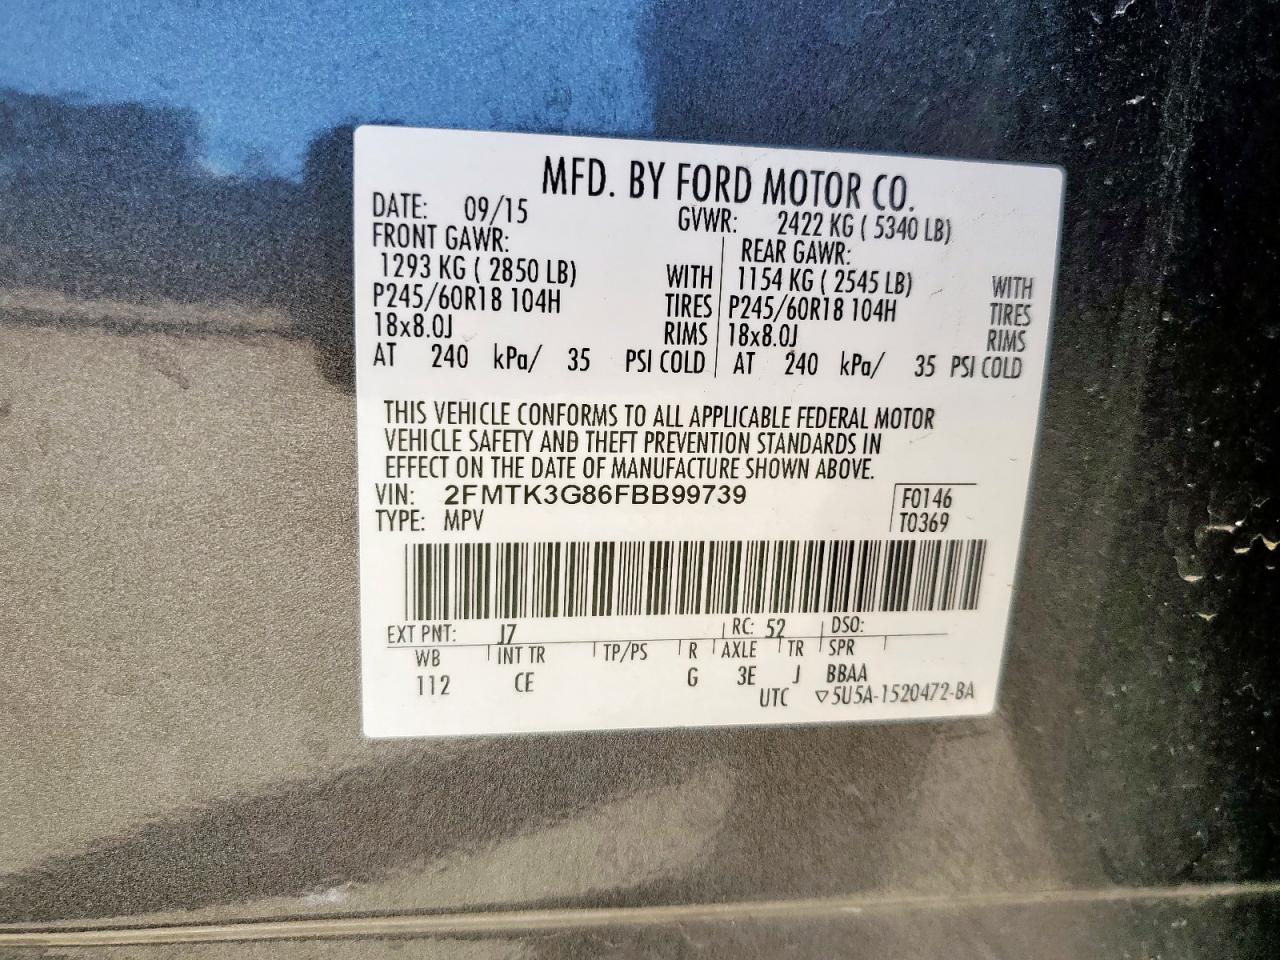 MFD. BY FORD MOTOR CO.
DATE: 09/15 GVWR: 2422 KG ( 5340 LB)
FRONT GAWR: REAR GAWR:
1293 KG ( 2850 LB) WITH 1154 KG ( 2545 LB) WITH
P245/60R18 104H TIRES P245/60R18 104H TIRES
18x8.0J RIMS 18x8.0J RIMS
AT 240 kPa/ 35 PSI COLD AT 240 kPa/ 35 PSI COLD
THIS VEHICLE CONFORMS TO ALL APPLICABLE FEDERAL MOTOR
VEHICLE SAFETY AND THEFT PREVENTION STANDARDS IN
EFFECT ON THE DATE OF MANUFACTURE SHOWN ABOVE.
VIN: 2FMTK3G86FBB99739 F0146
TYPE: MPV T0369
EXT PNT: J7 RC: 52 DSO:
WB INT TR TP/PS R AXLE TR SPR
112 CE G 3E J BBAA
UTC ▽5U5A-1520472-BA